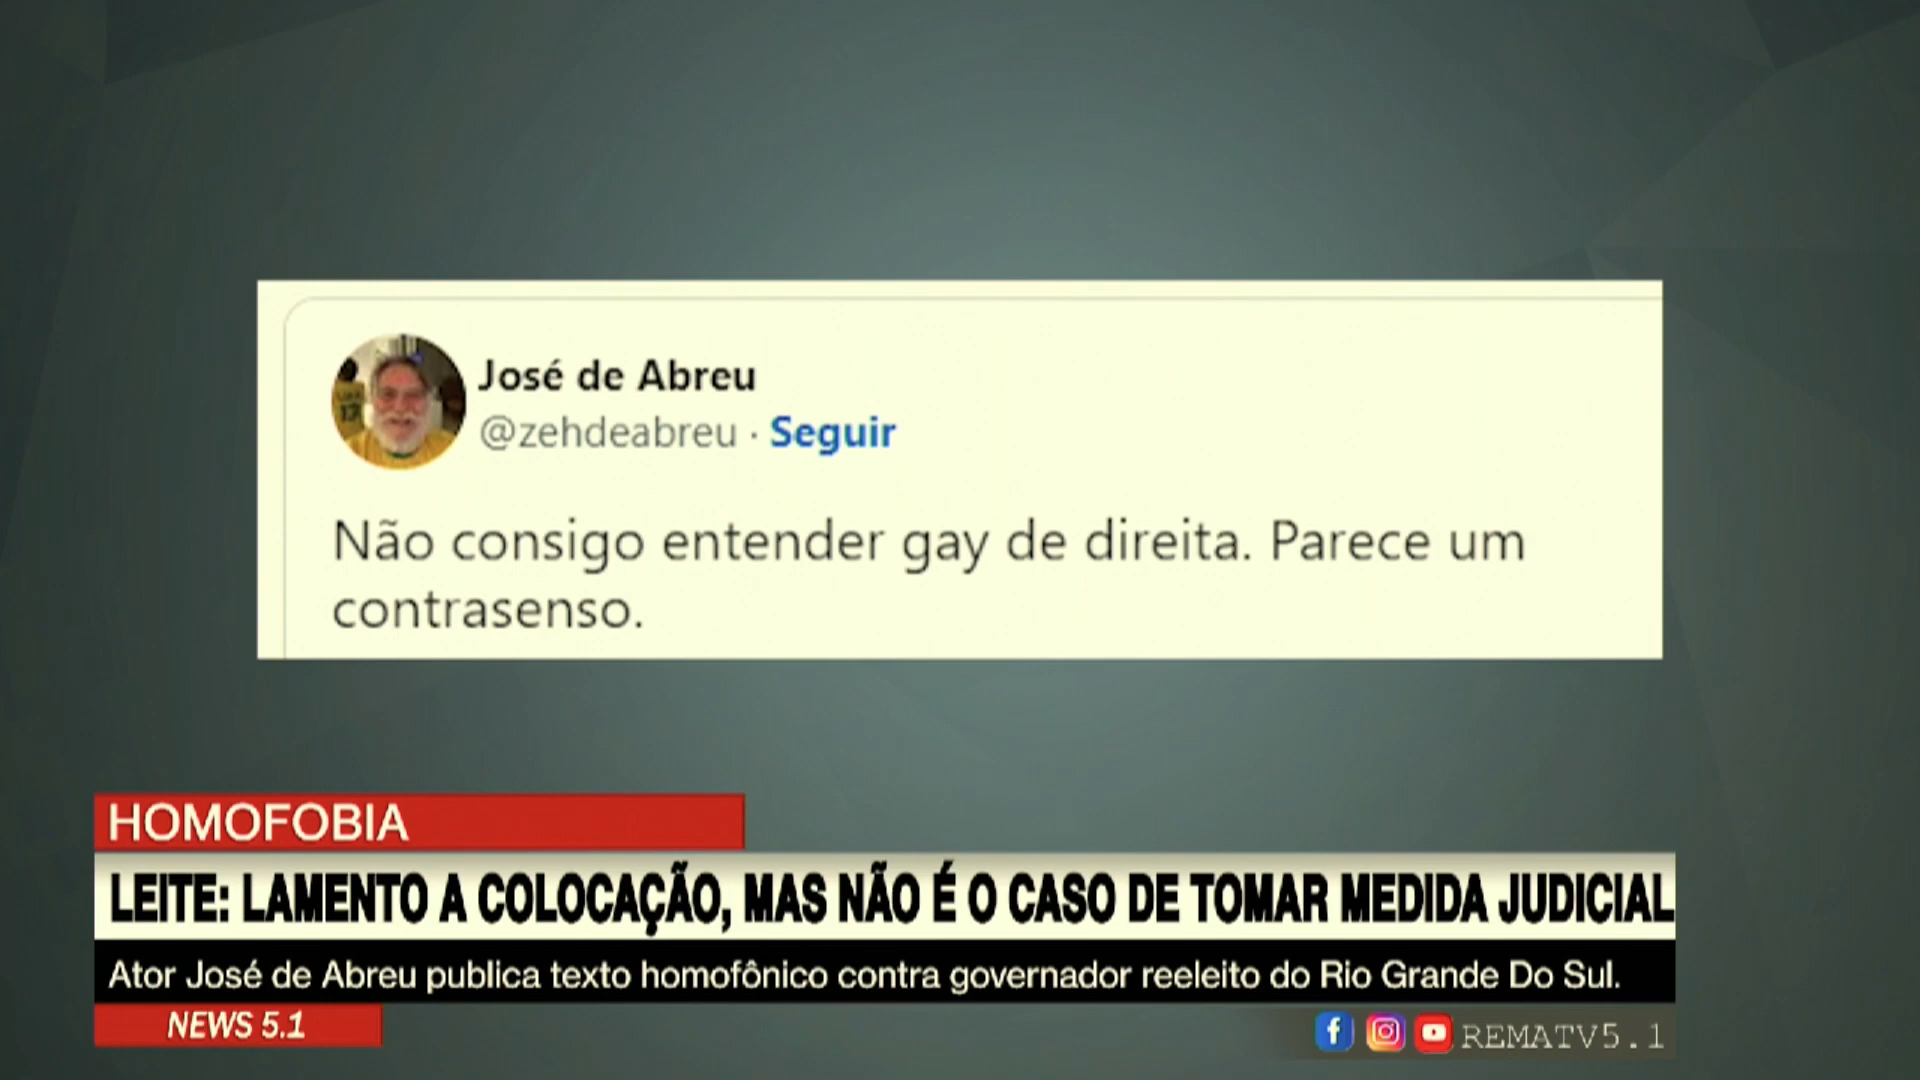 José de Abreu
@zehdeabreu · Seguir
Não consigo entender gay de direita. Parece um
contrasenso.
HOMOFOBIA
LEITE: LAMENTO A COLOCAÇÃO, MAS NÃO É O CASO DE TOMAR MEDIDA JUDICIAL
Ator José de Abreu publica texto homofônico contra governador reeleito do Rio Grande Do Sul.
NEWS 5.1
REMATV5.1